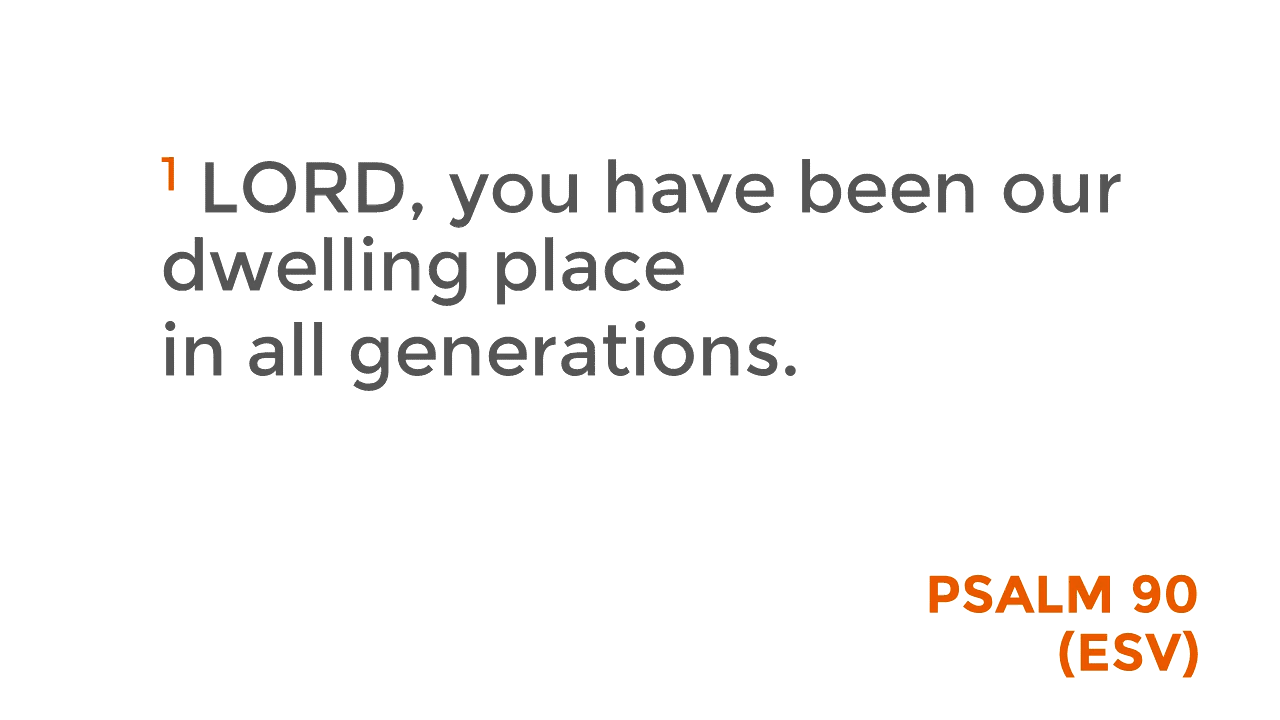 1 LORD, you have been our
dwelling place
in all generations.
PSALM 90
(ESV)